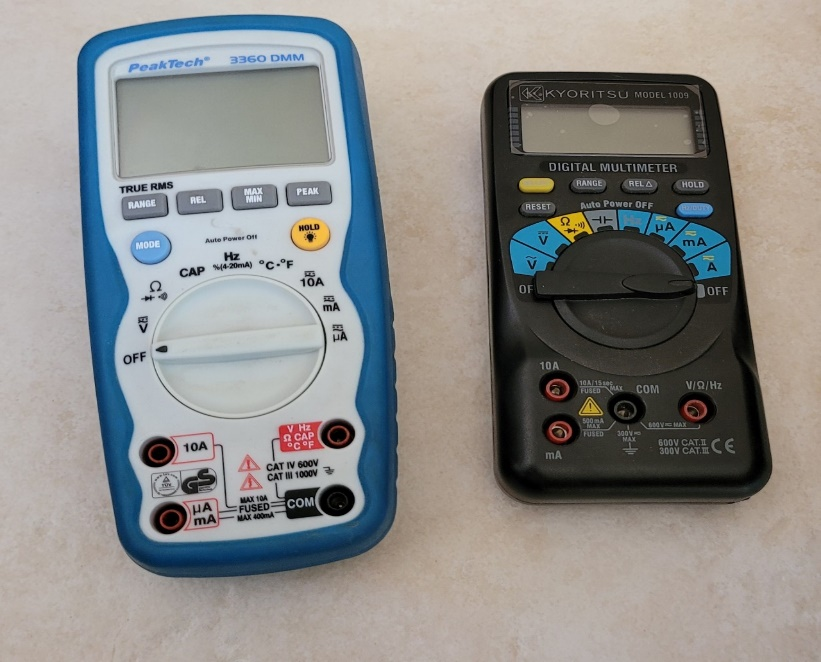 PeakTech® 3360 DMM
TRUE RMS
RANGE
REL
MAX
MIN
PEAK
MODE
Auto Power Off
HOLD
CAP
Hz
%(4-20mA)
°C-°F
Ω
10A
V
mA
OFF
µA
10A
V Hz
Ω CAP
°C °F
CAT IV 600V
CAT III 1000V
GS
µA
mA
MAX 10A
FUSED
MAX 400mA
COM
KYORITSU MODEL 1009
DIGITAL MULTIMETER
RANGE
REL Δ
HOLD
RESET
Auto Power OFF
Ω
Hz
µA
V
mA
V
A
OF
OFF
10A
10A/15sec
FUSED
MAX
COM
V/Ω/Hz
500mA
MAX
FUSED
300V
MAX
600V MAX
mA
600V CAT.II
300V CAT.III
CE